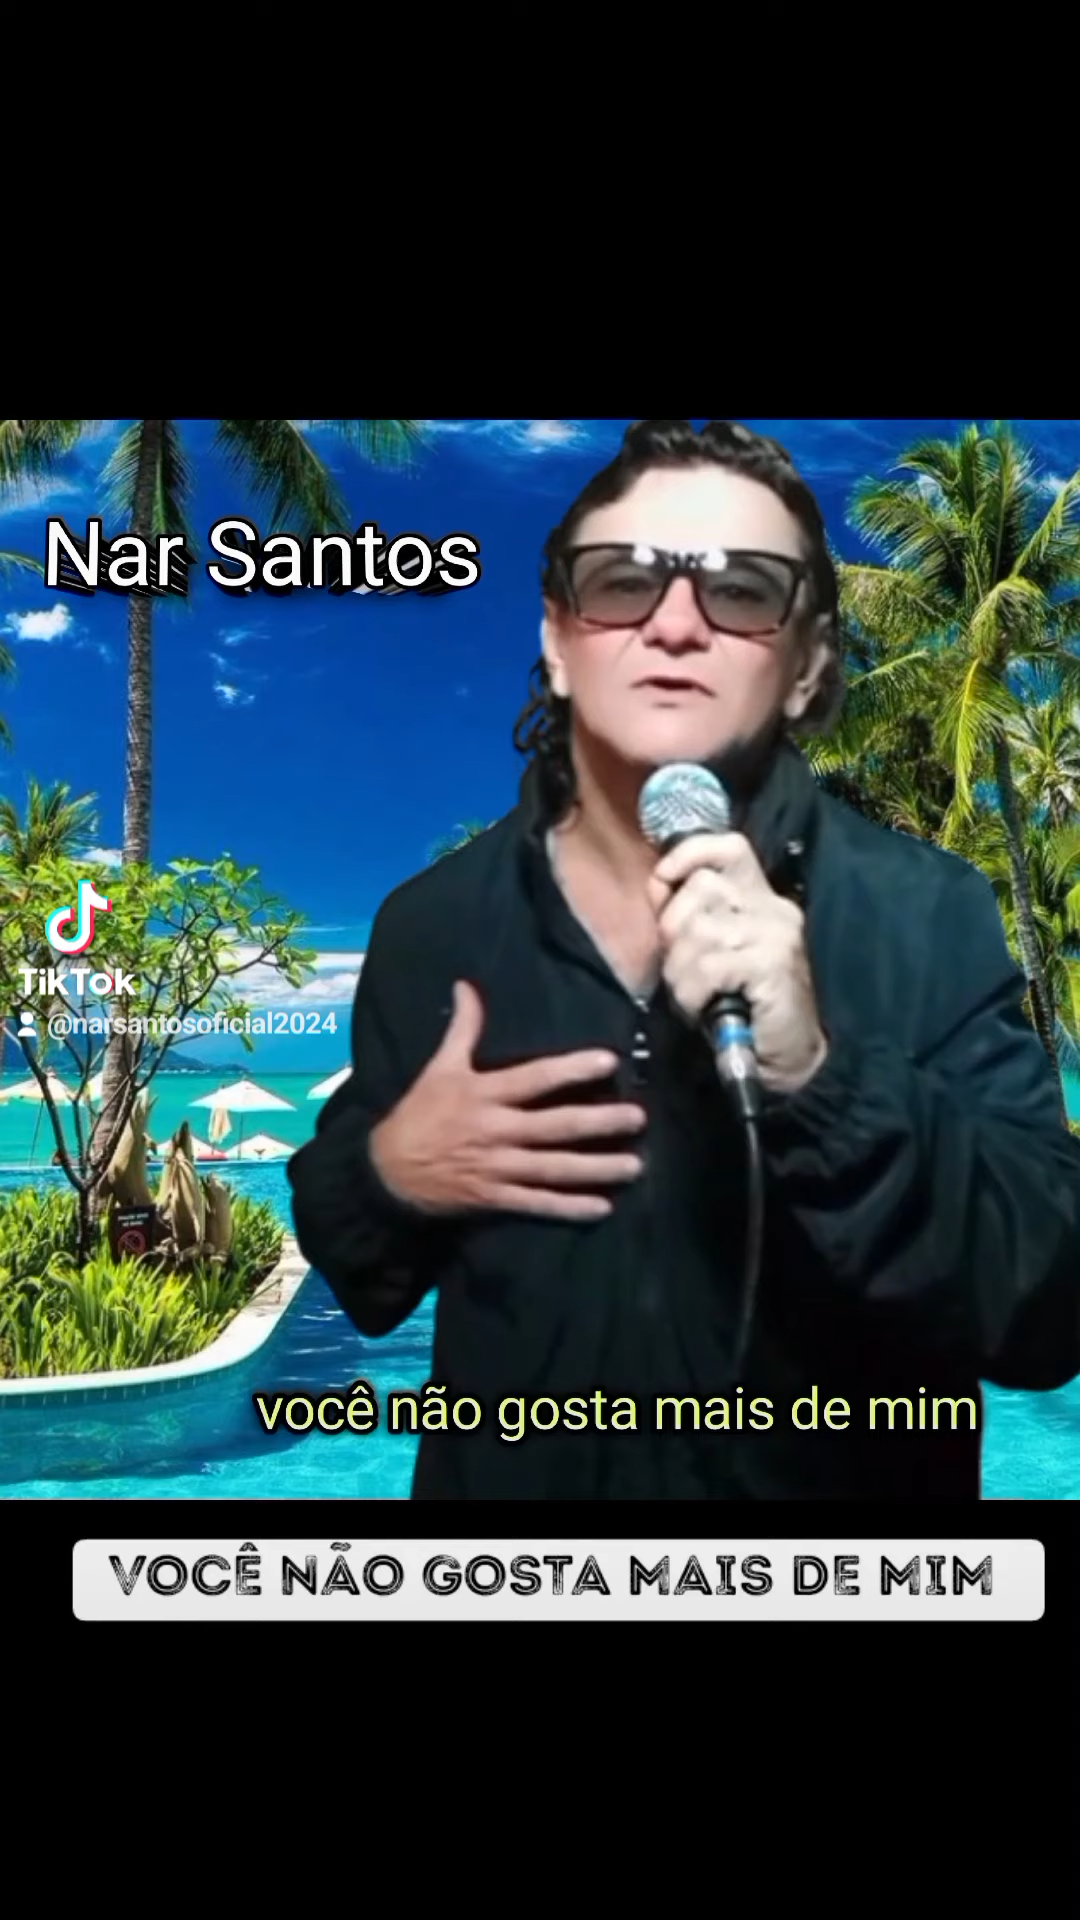 Nar Santos
TikTok
@narsantosoficial2024
você não gosta mais de mim
VOCÊ NÃO GOSTA MAIS DE MIM